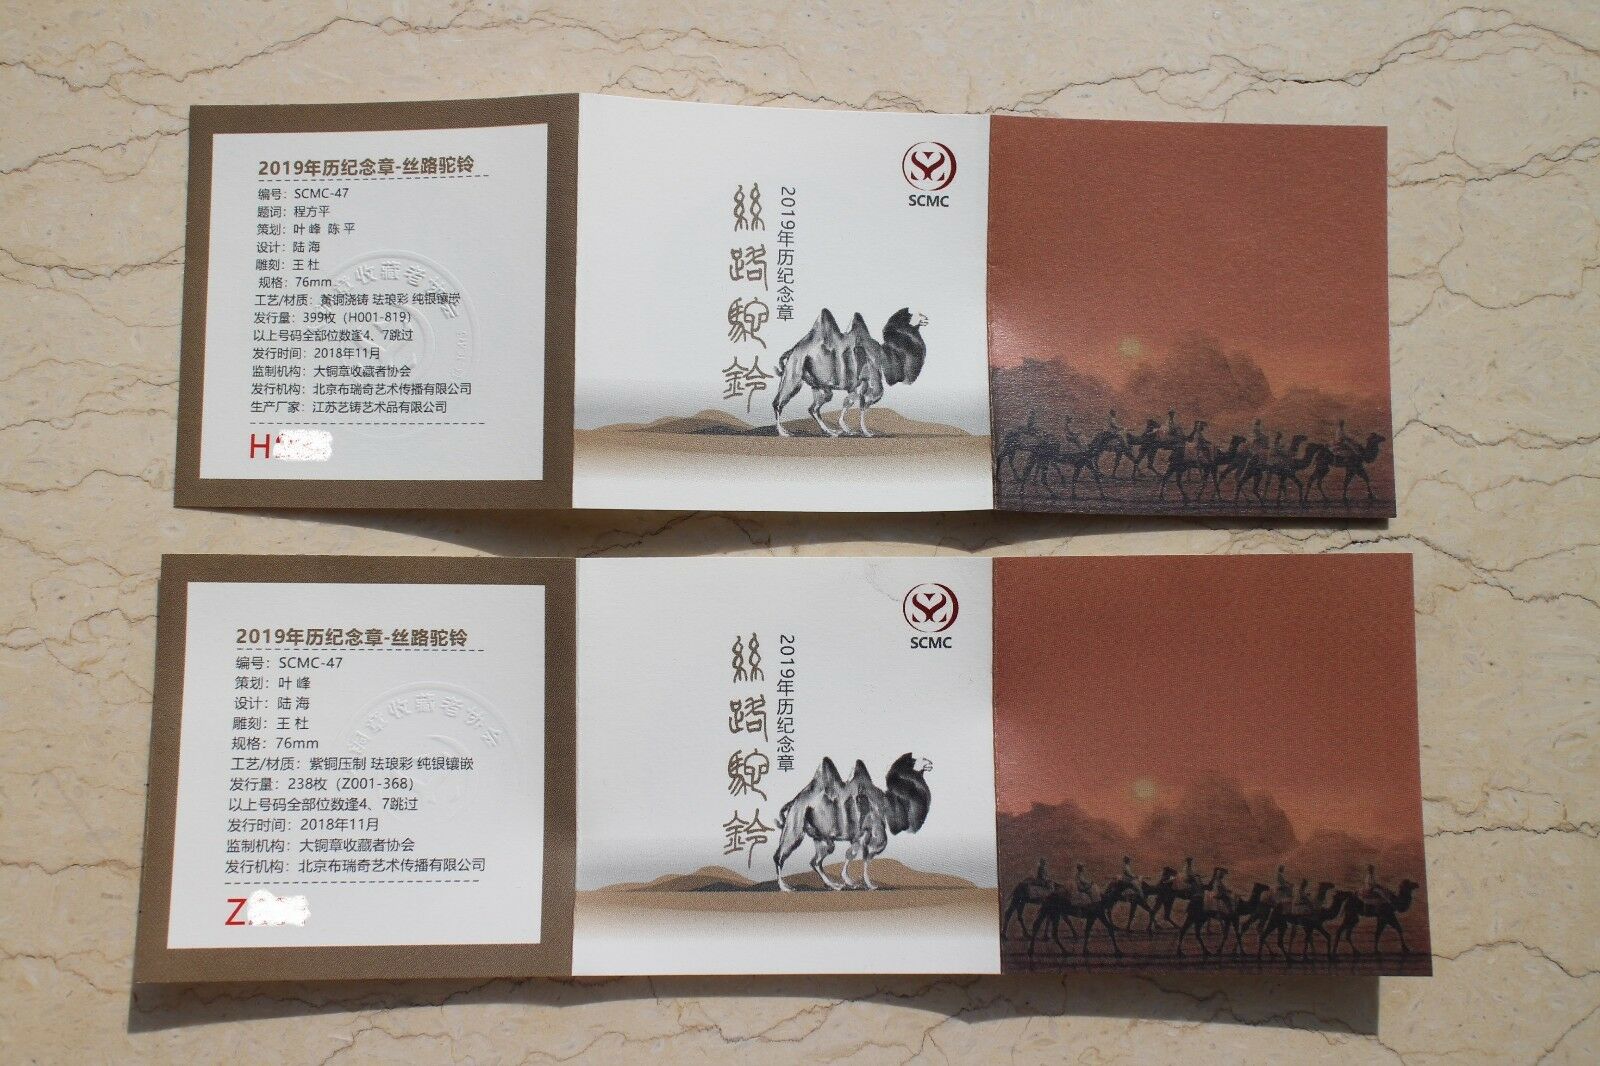 2019年历纪念章-丝路驼铃
编号：SCMC-47
题词：程方平
策划：叶 峰 陈 平
设计：陆 海
雕刻：王 杜
规格：76mm
工艺/材质：黄铜浇铸 珐琅彩 纯银镶嵌
发行量：399枚（H001-819）
以上号码全部位数逢4、7跳过
发行时间：2018年11月
监制机构：大铜章收藏者协会
发行机构：北京布瑞奇艺术传播有限公司
生产厂家：江苏艺铸艺术品有限公司
H
SCMC
2019年历纪念章
絲路駝鈴
2019年历纪念章-丝路驼铃
编号：SCMC-47
策划：叶 峰
设计：陆 海
雕刻：王 杜
规格：76mm
工艺/材质：紫铜压制 珐琅彩 纯银镶嵌
发行量：238枚（Z001-368）
以上号码全部位数逢4、7跳过
发行时间：2018年11月
监制机构：大铜章收藏者协会
发行机构：北京布瑞奇艺术传播有限公司
Z
章收藏者协会
SCMC
2019年历纪念章
絲路駝鈴